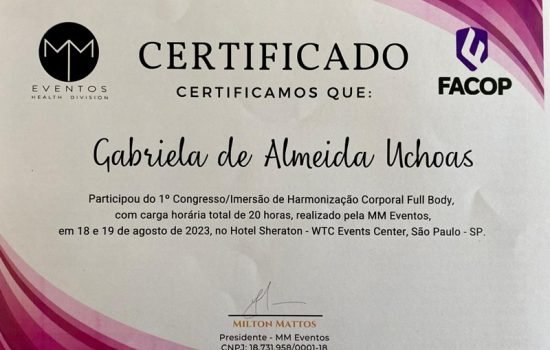 MM
EVENTOS
HEALTH DIVISION
CERTIFICADO
FACOP
CERTIFICAMOS QUE:
Gabriela de Almeida Uchoas
Participou do 1º Congresso/Imersão de Harmonização Corporal Full Body,
com carga horária total de 20 horas, realizado pela MM Eventos,
em 18 e 19 de agosto de 2023, no Hotel Sheraton - WTC Events Center, São Paulo - SP.
MILTON MATTOS
Presidente - MM Eventos
CNPJ: 18.731.958/0001-18